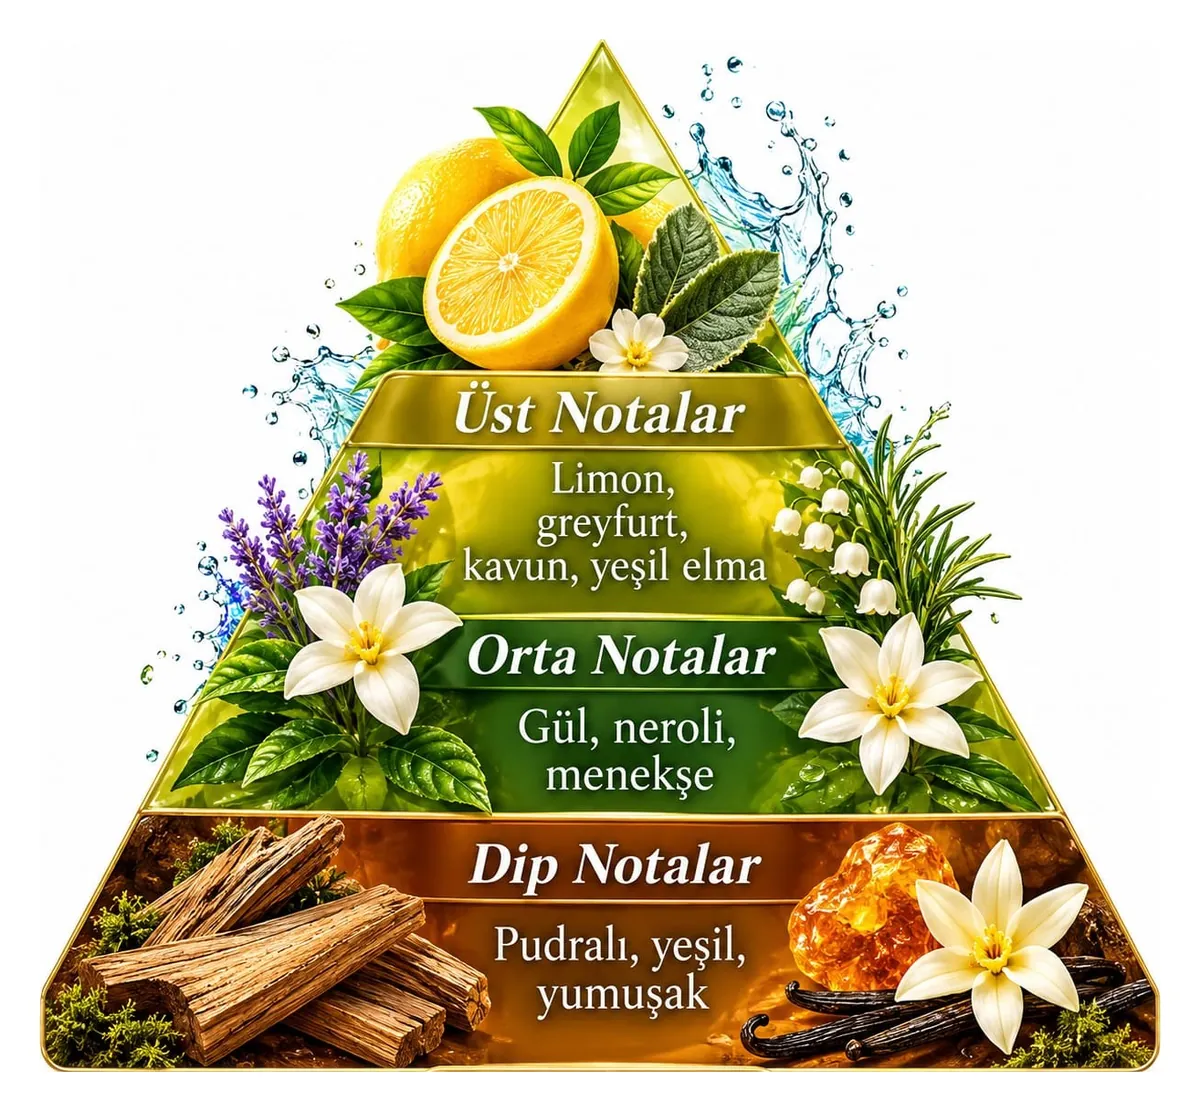 Üst Notalar
Limon,
greyfurt,
kavun, yeşil elma
Orta Notalar
Gül, neroli,
menekşe
Dip Notalar
Pudralı, yeşil,
yumuşak